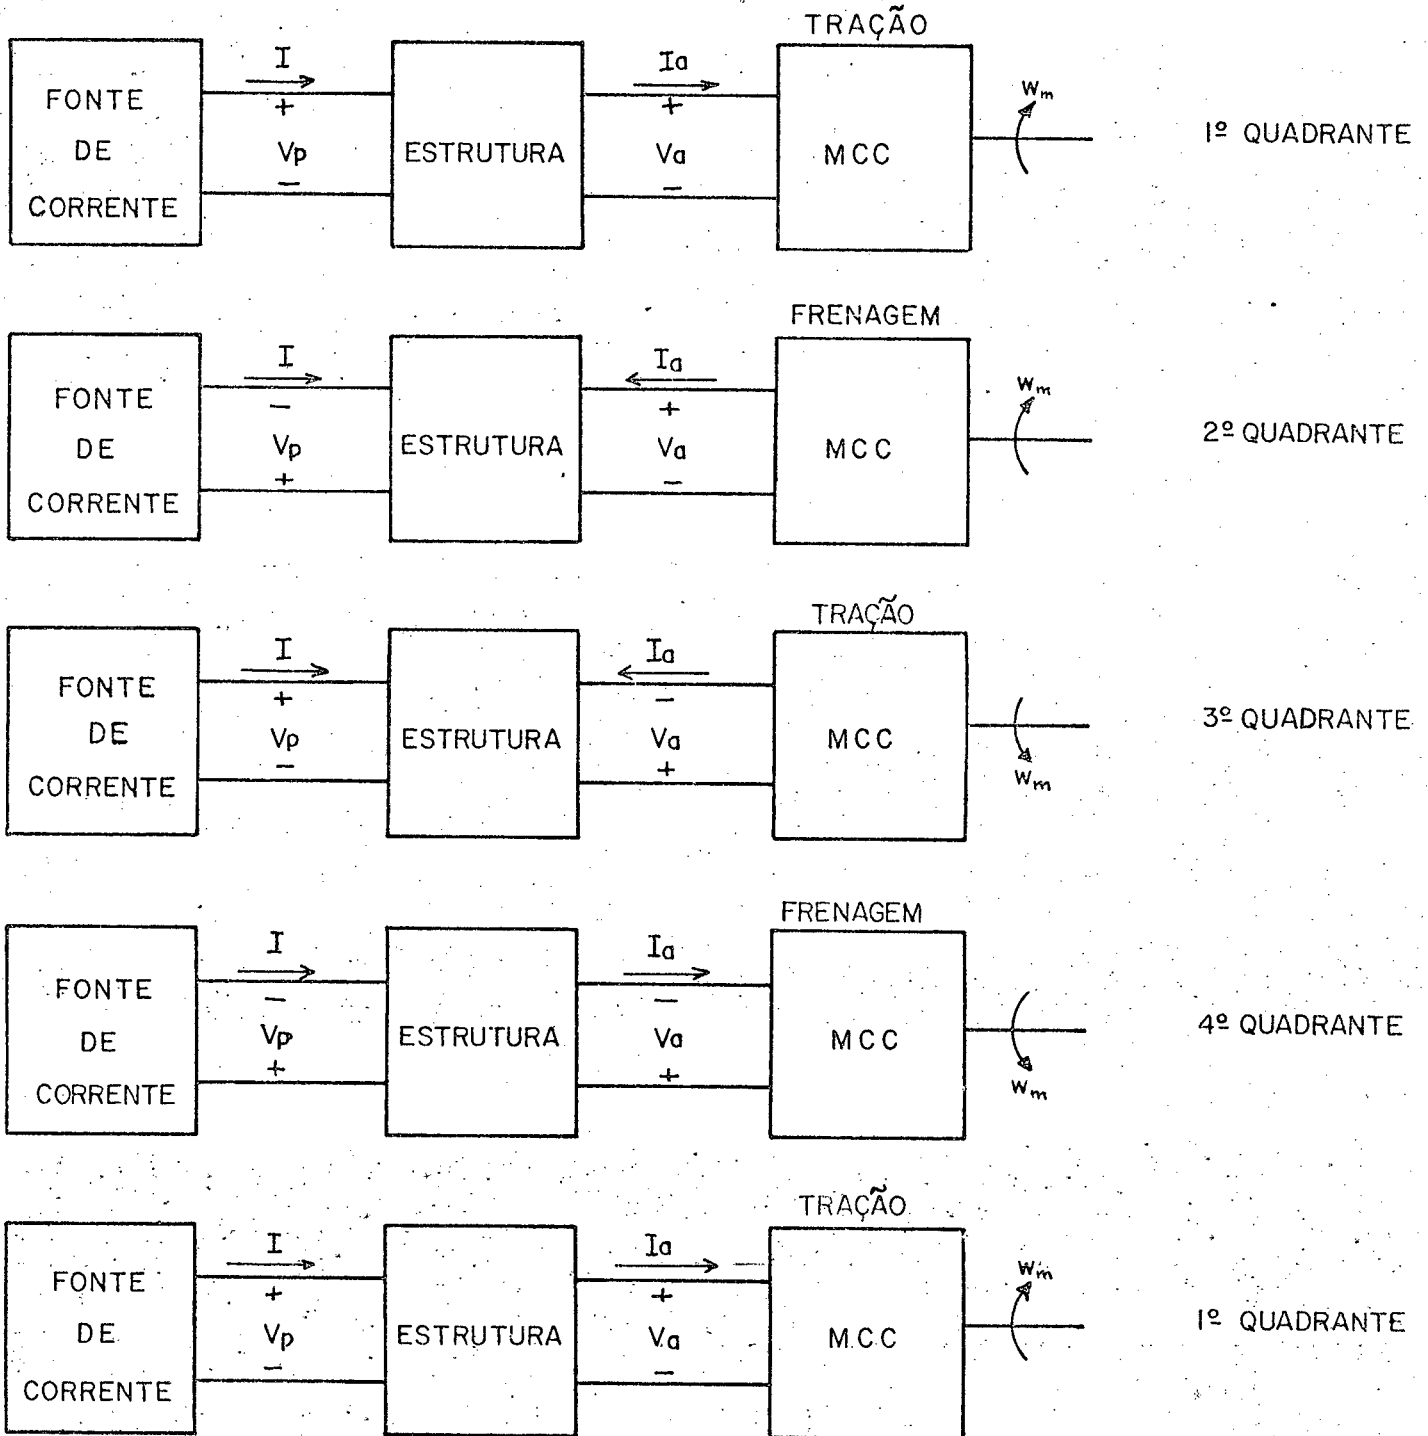 TRAÇÃO
FONTE DE CORRENTE
I
+
Vp
−
ESTRUTURA
Ia
+
Va
−
MCC
Wm
1º QUADRANTE
FRENAGEM
FONTE DE CORRENTE
I
−
Vp
+
ESTRUTURA
Ia
+
Va
−
MCC
Wm
2º QUADRANTE
TRAÇÃO
FONTE DE CORRENTE
I
+
Vp
−
ESTRUTURA
Ia
−
Va
+
MCC
Wm
3º QUADRANTE
FRENAGEM
FONTE DE CORRENTE
I
−
Vp
+
ESTRUTURA
Ia
−
Va
+
MCC
Wm
4º QUADRANTE
TRAÇÃO
FONTE DE CORRENTE
I
+
Vp
−
ESTRUTURA
Ia
+
Va
−
MCC
Wm
1º QUADRANTE